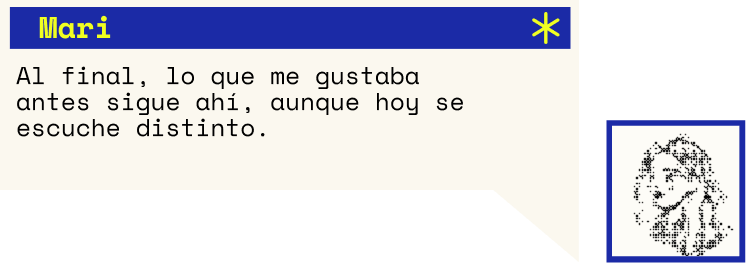 Mari
Al final, lo que me gustaba
antes sigue ahí, aunque hoy se
escuche distinto.